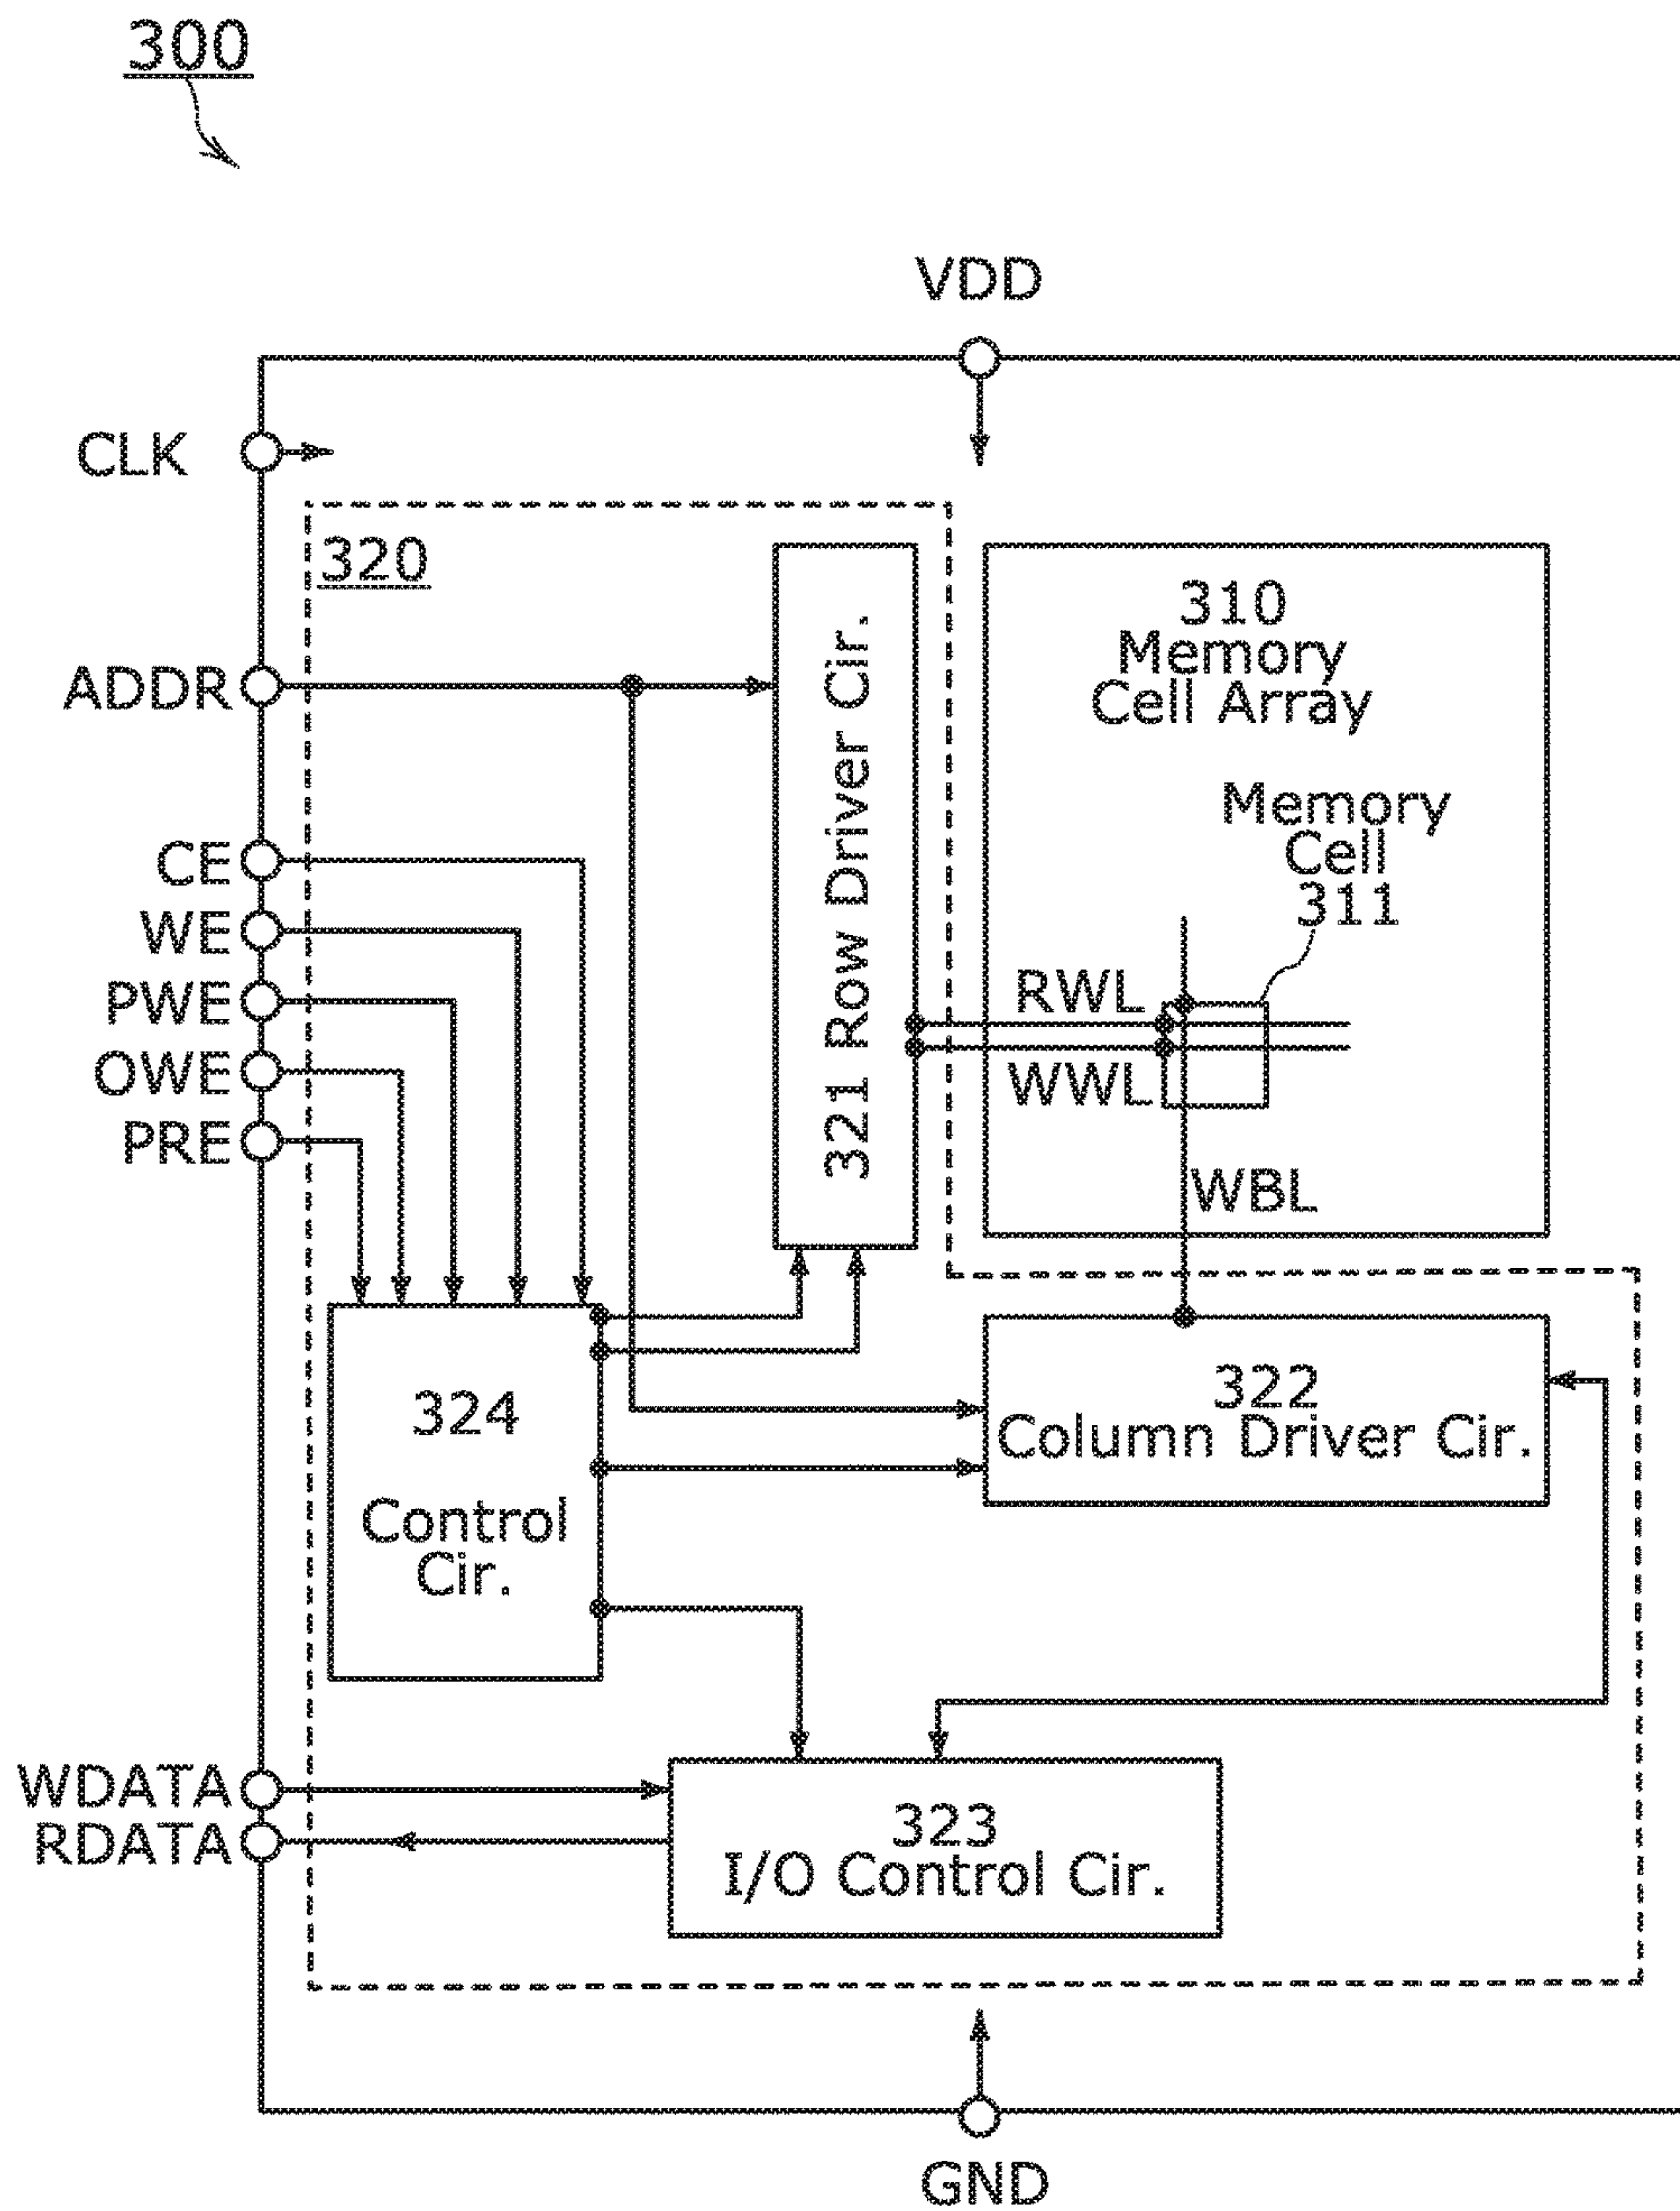 300
VDD
CLK
320
310
Memory
Cell Array
ADDR
321 Row Driver Cir.
Memory
Cell
311
CE
WE
PWE
OWE
PRE
RWL
WWL
WBL
324
Control
Cir.
322
Column Driver Cir.
WDATA
RDATA
323
I/O Control Cir.
GND